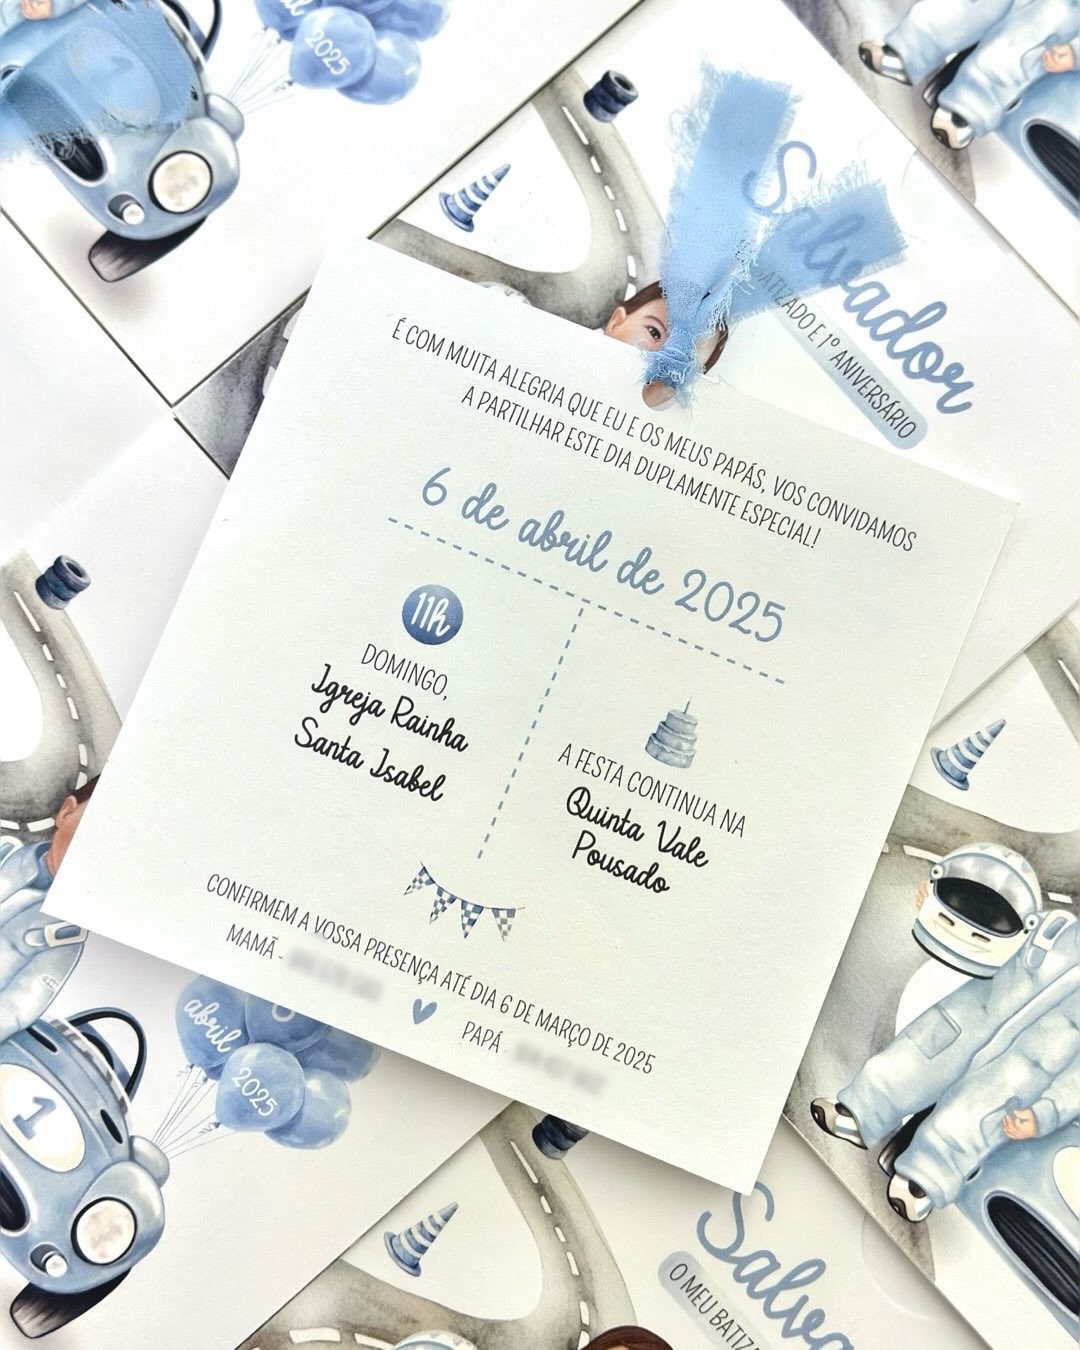 2025
1
Salvador
BATIZADO E 1º ANIVERSÁRIO
É COM MUITA ALEGRIA QUE EU E OS MEUS PAPÁS, VOS CONVIDAMOS
A PARTILHAR ESTE DIA DUPLAMENTE ESPECIAL!
6 de abril de 2025
11h
DOMINGO,
Igreja Rainha
Santa Isabel
A FESTA CONTINUA NA
Quinta Vale
Pousado
CONFIRMEM A VOSSA PRESENÇA ATÉ DIA 6 DE MARÇO DE 2025
MAMÃ -
PAPÁ -
abril
2025
1
O MEU